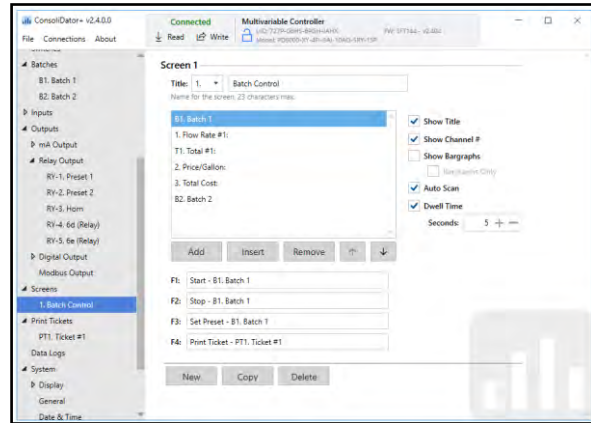 ConsoliDator+ v2.4.0.0
File Connections About
Connected
Read Write
Multivariable Controller
Batches
B1. Batch 1
B2. Batch 2
Inputs
Outputs
mA Output
Relay Output
RY-1. Preset 1
RY-2. Preset 2
RY-3. Horn
RY-4. 6d (Relay)
RY-5. 6e (Relay)
Digital Output
Modbus Output
Screens
1. Batch Control
Print Tickets
PT1. Ticket #1
Data Logs
System
Display
General
Date & Time
Screen 1
Title: 1. Batch Control
Name for the screen, 23 characters max.
B1. Batch 1
1. Flow Rate #1:
T1. Total #1:
2. Price/Gallon:
3. Total Cost:
B2. Batch 2
Add Insert Remove ↑ ↓
Show Title
Show Channel #
Show Bargraphs
Auto Scan
Dwell Time
Seconds: 5 + −
F1: Start - B1. Batch 1
F2: Stop - B1. Batch 1
F3: Set Preset - B1. Batch 1
F4: Print Ticket - PT1. Ticket #1
New Copy Delete